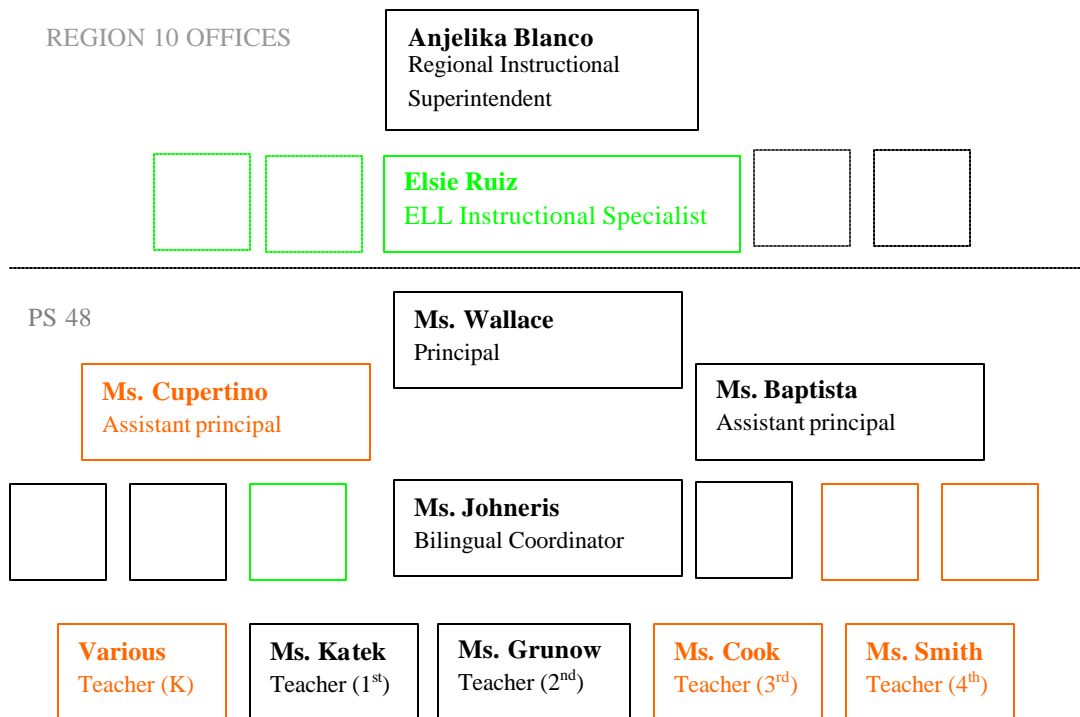 REGION 10 OFFICES
Anjelika Blanco
Regional Instructional
Superintendent
Elsie Ruiz
ELL Instructional Specialist
PS 48
Ms. Wallace
Principal
Ms. Cupertino
Assistant principal
Ms. Baptista
Assistant principal
Ms. Johneris
Bilingual Coordinator
Various
Teacher (K)
Ms. Katek
Teacher (1st)
Ms. Grunow
Teacher (2nd)
Ms. Cook
Teacher (3rd)
Ms. Smith
Teacher (4th)